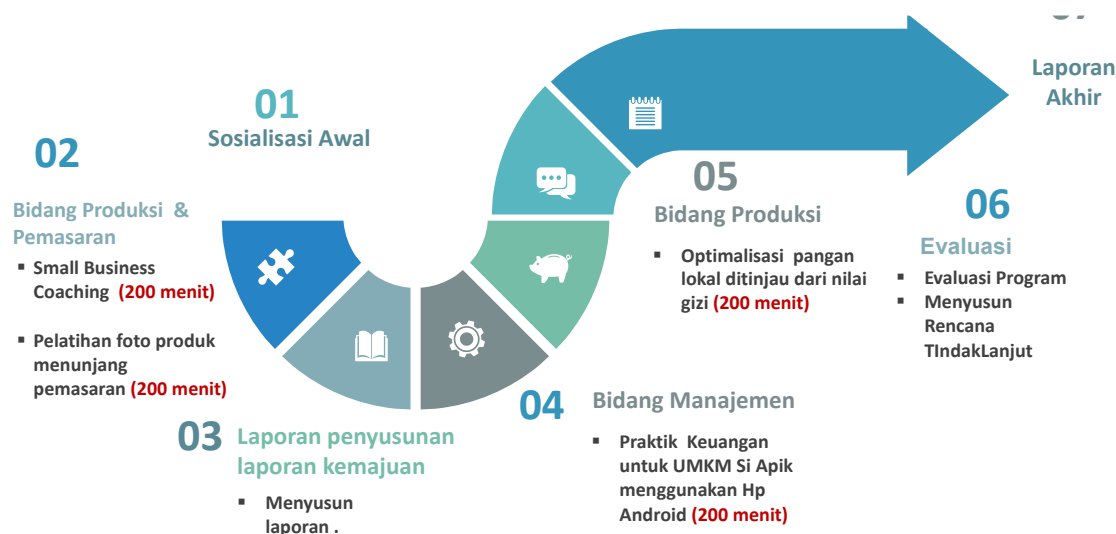 01
Sosialisasi Awal
02
Bidang Produksi &
Pemasaran
▪ Small Business
Coaching (200 menit)
▪ Pelatihan foto produk
menunjang
pemasaran (200 menit)
03
Laporan penyusunan
laporan kemajuan
▪ Menyusun
laporan .
04
Bidang Manajemen
▪ Praktik Keuangan
untuk UMKM Si Apik
menggunakan Hp
Android (200 menit)
05
Bidang Produksi
▪ Optimalisasi pangan
lokal ditinjau dari nilai
gizi (200 menit)
06
Evaluasi
▪ Evaluasi Program
▪ Menyusun
Rencana
TIndakLanjut
Laporan
Akhir